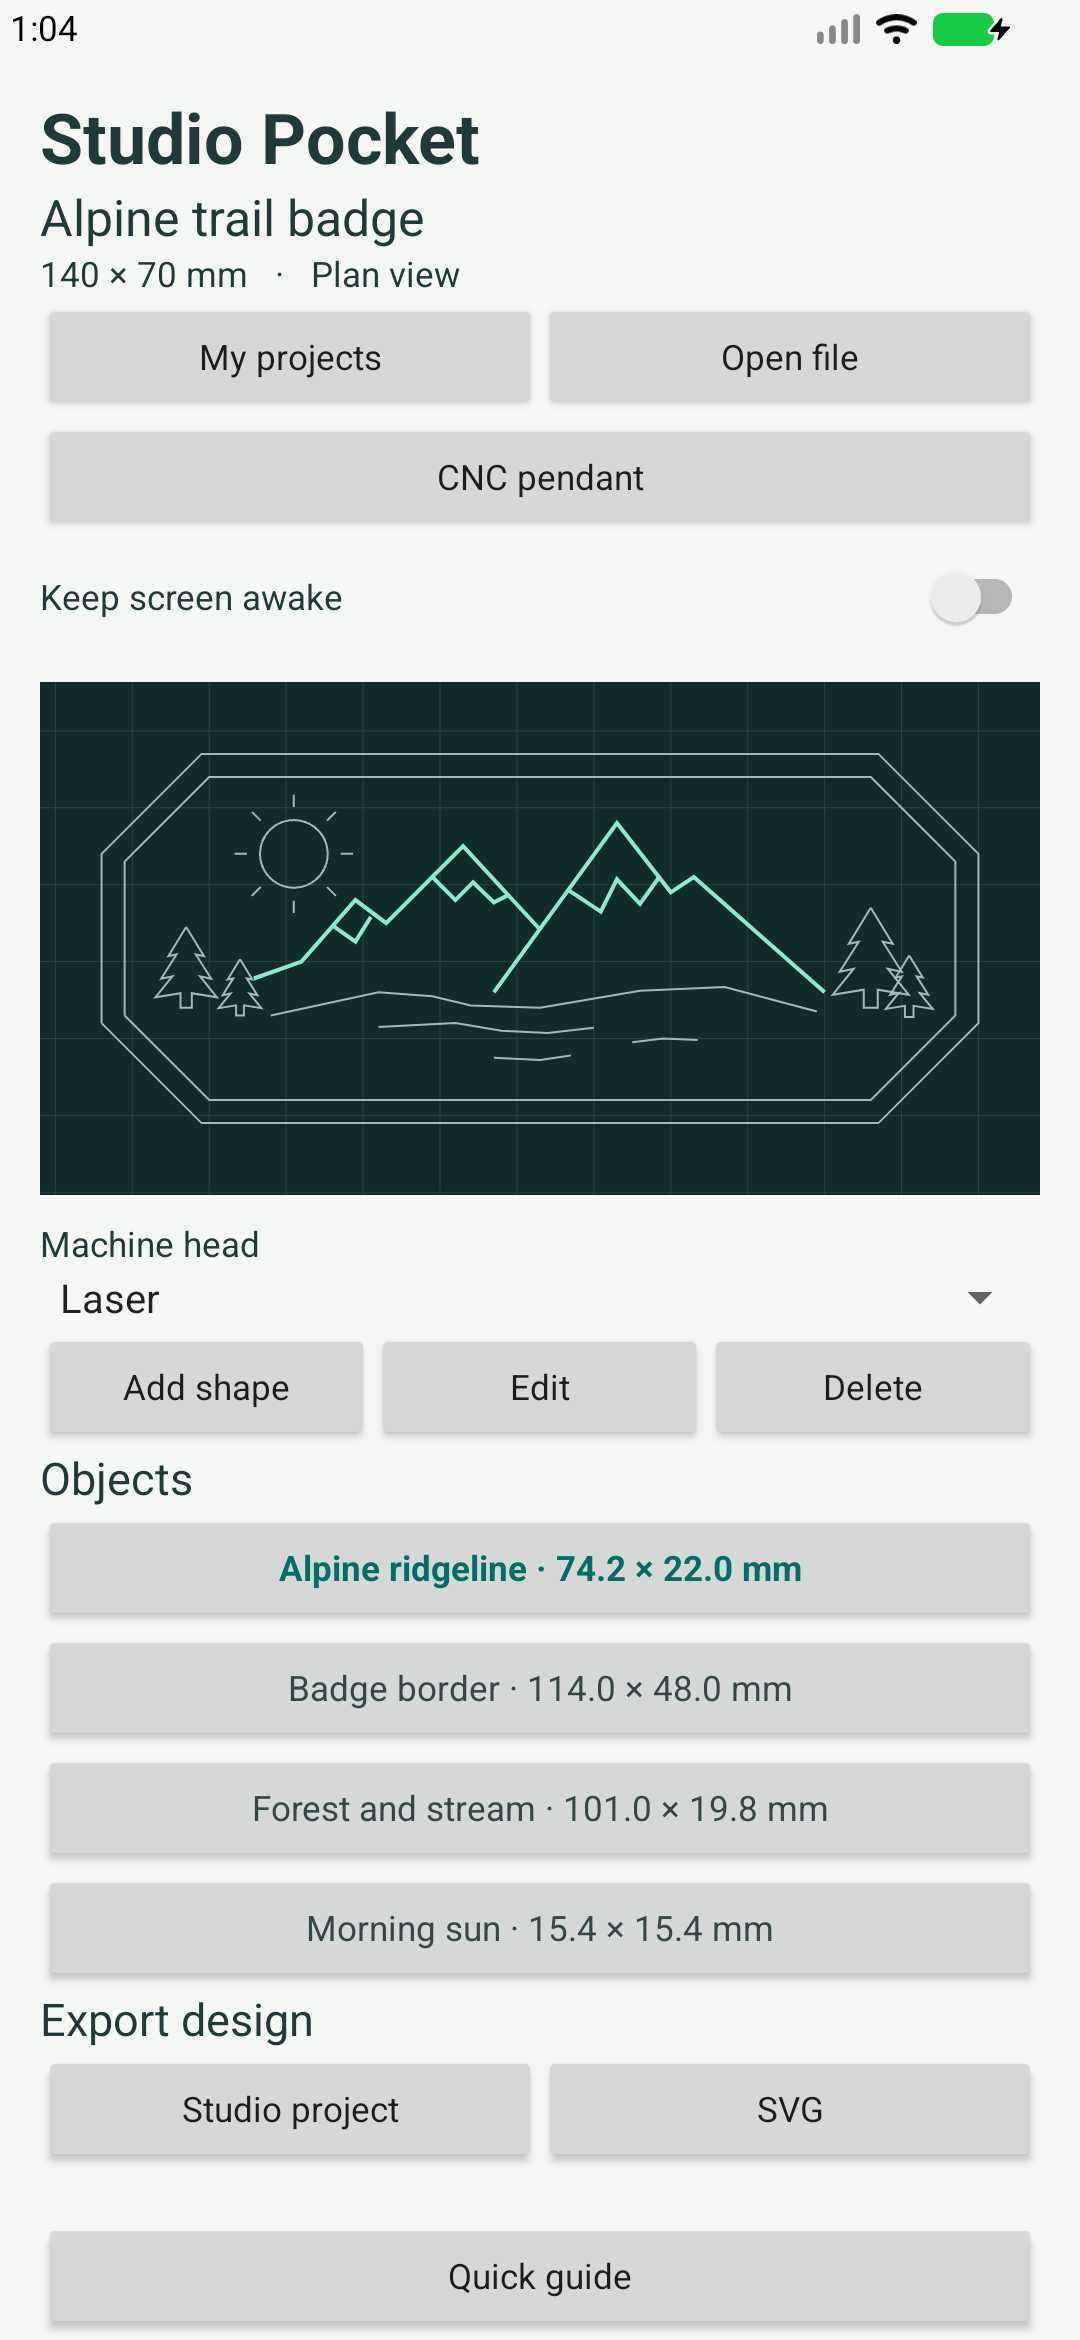 1:04
Studio Pocket
Alpine trail badge
140 × 70 mm · Plan view
My projects
Open file
CNC pendant
Keep screen awake
Machine head
Laser
Add shape
Edit
Delete
Objects
Alpine ridgeline · 74.2 × 22.0 mm
Badge border · 114.0 × 48.0 mm
Forest and stream · 101.0 × 19.8 mm
Morning sun · 15.4 × 15.4 mm
Export design
Studio project
SVG
Quick guide